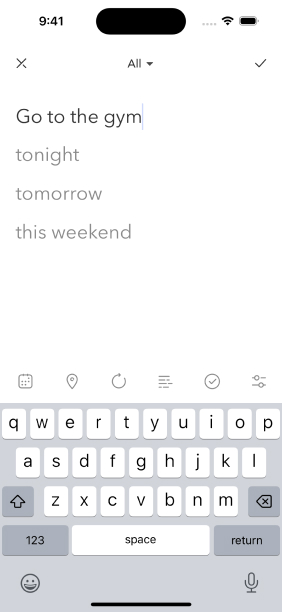 9:41
All
Go to the gym
tonight
tomorrow
this weekend
q w e r t y u i o p
a s d f g h j k l
z x c v b n m
123 space return